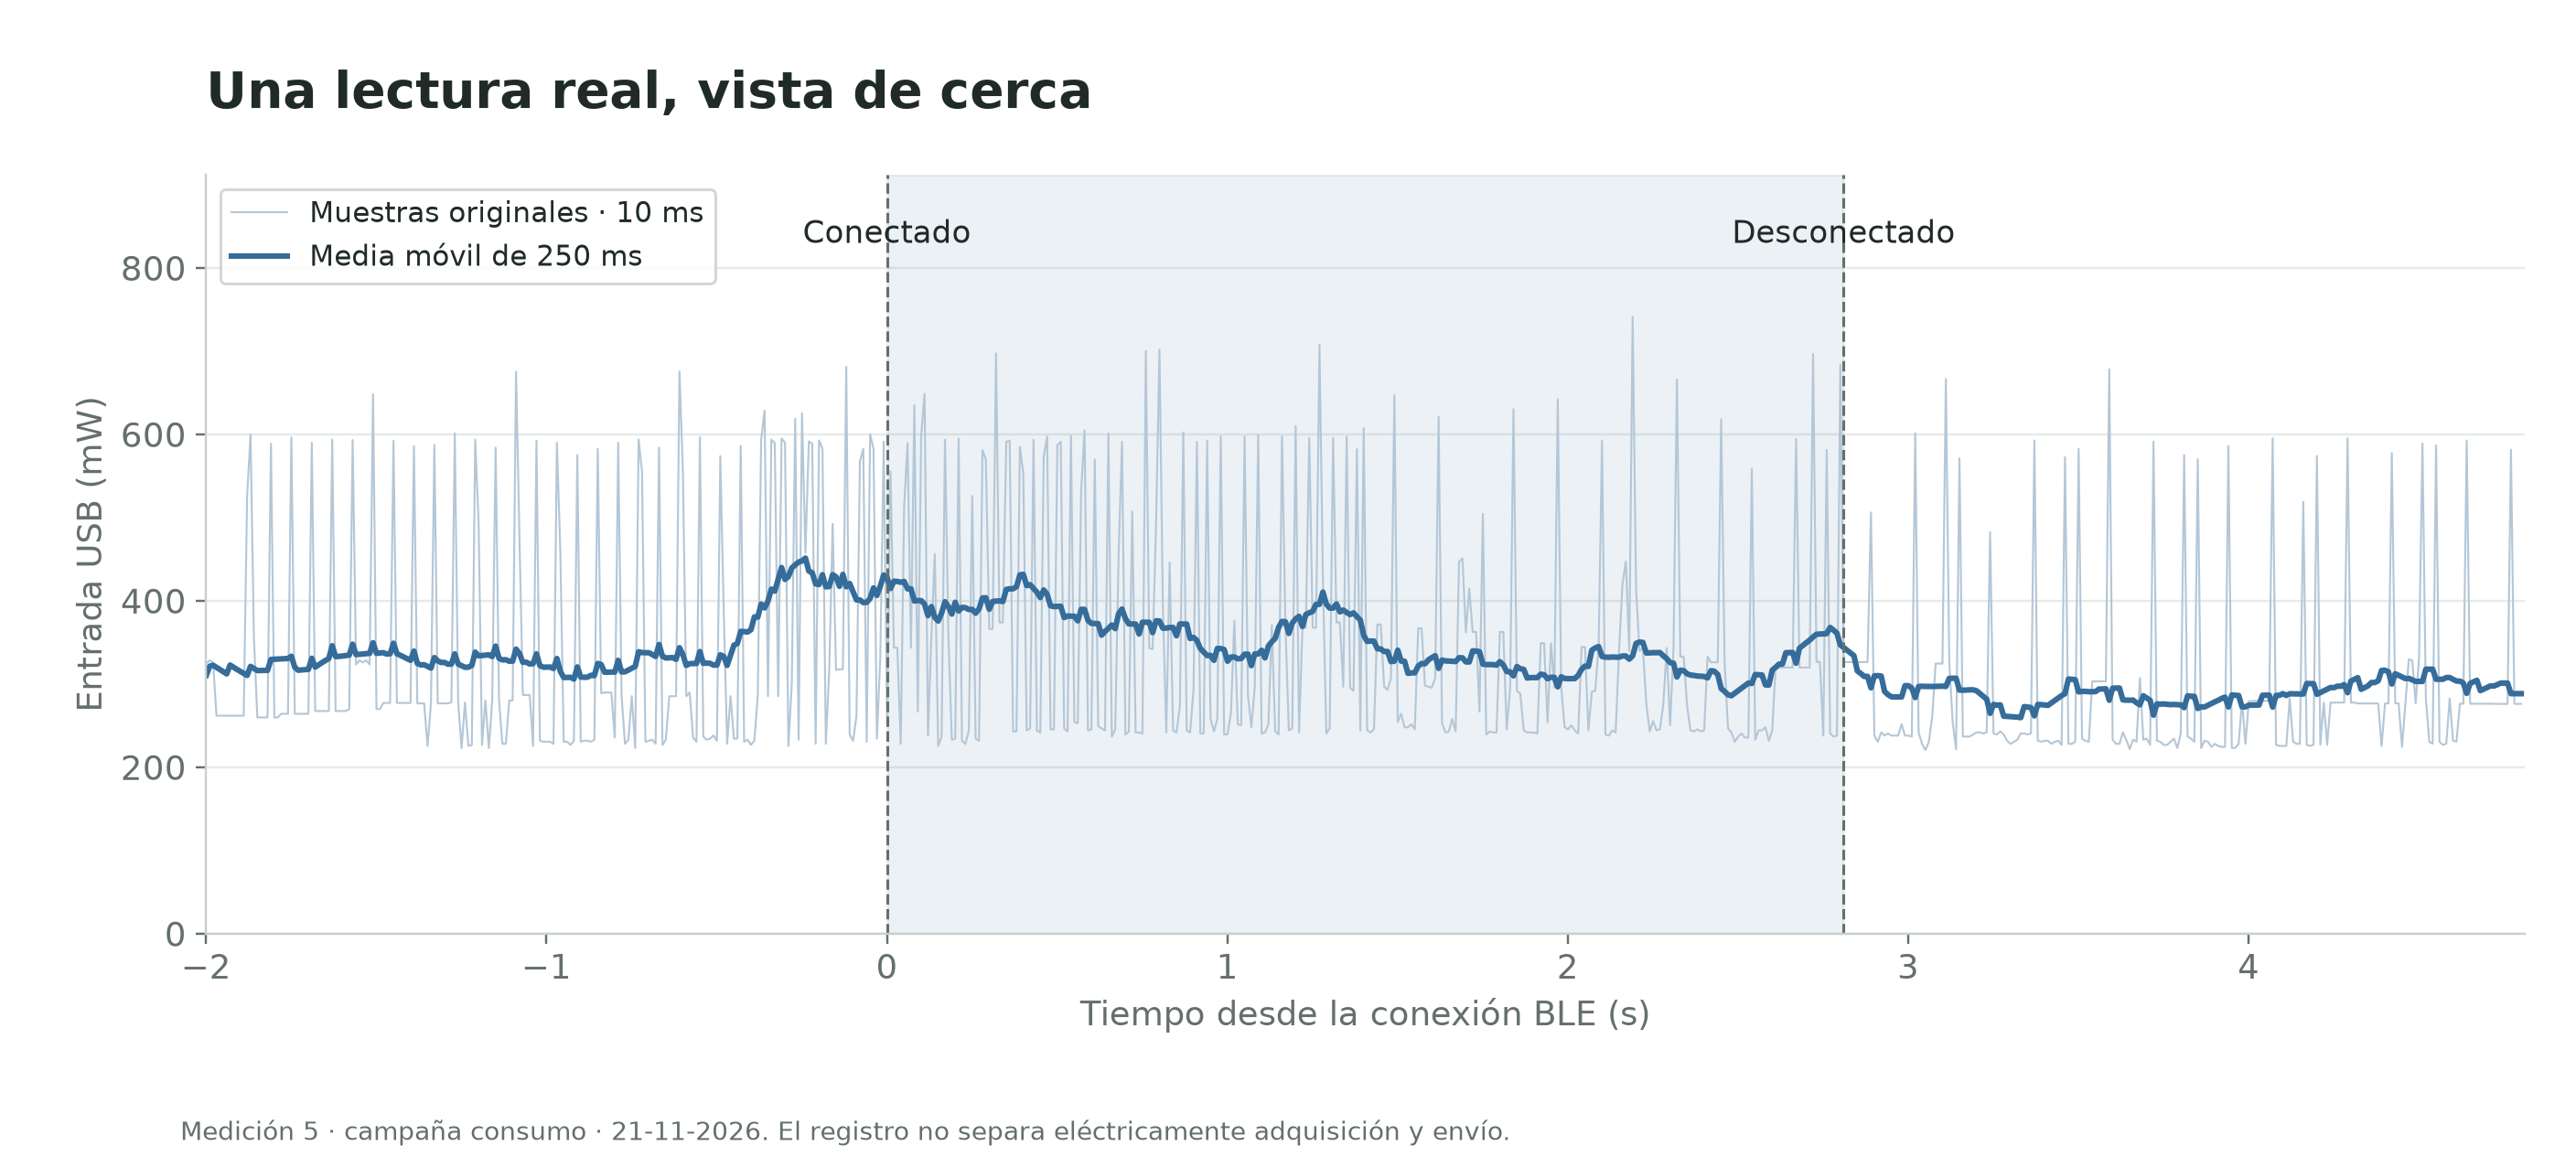 Una lectura real, vista de cerca
Muestras originales · 10 ms
Media móvil de 250 ms
Conectado
Desconectado
Entrada USB (mW)
800
600
400
200
0
−2
−1
0
1
2
3
4
Tiempo desde la conexión BLE (s)
Medición 5 · campaña consumo · 21-11-2026. El registro no separa eléctricamente adquisición y envío.